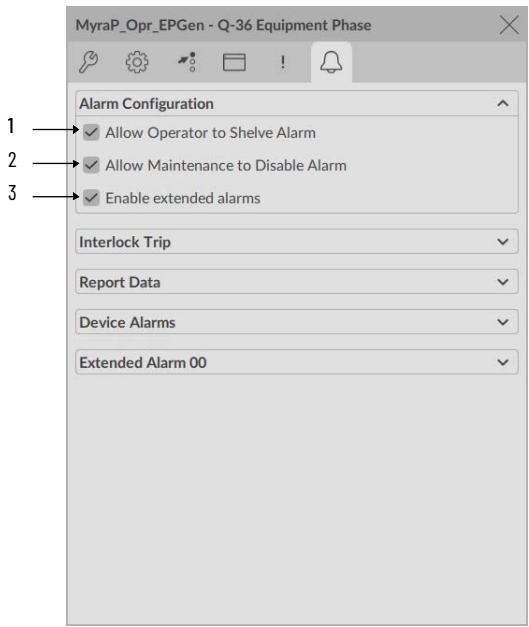 MyraP_Opr_EPGen - Q-36 Equipment Phase
!
Alarm Configuration
1 Allow Operator to Shelve Alarm
2 Allow Maintenance to Disable Alarm
3 Enable extended alarms
Interlock Trip
Report Data
Device Alarms
Extended Alarm 00